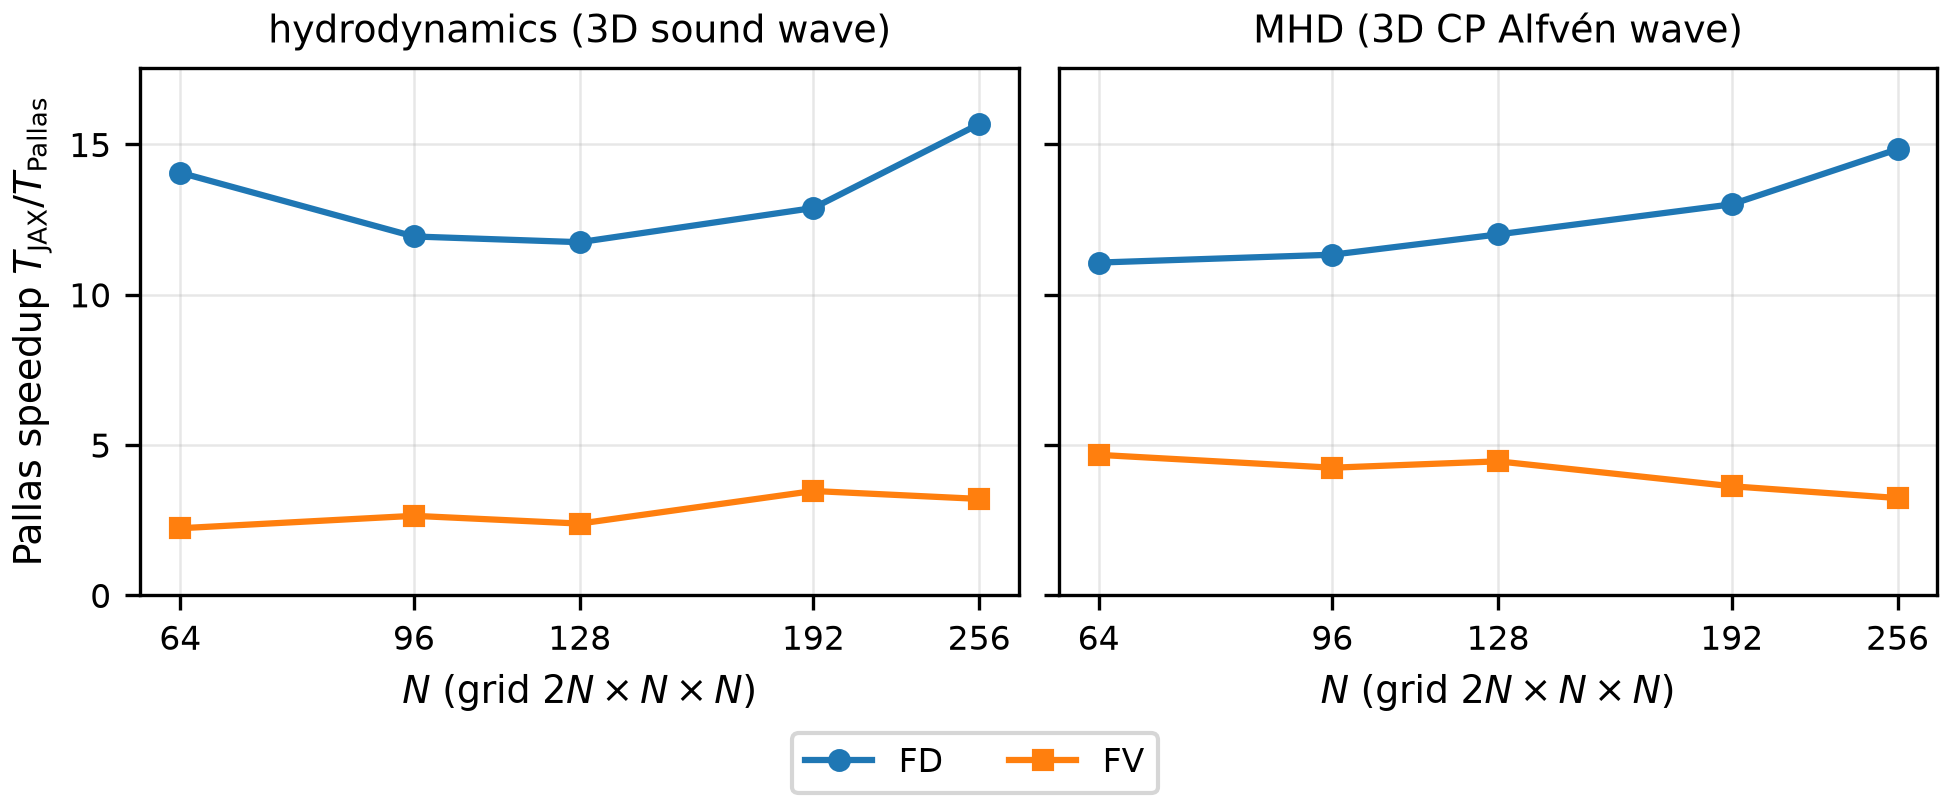 hydrodynamics (3D sound wave)
MHD (3D CP Alfvén wave)
Pallas speedup T_JAX/T_Pallas
15
10
5
0
64 96 128 192 256
64 96 128 192 256
N (grid 2N × N × N)
N (grid 2N × N × N)
FD FV